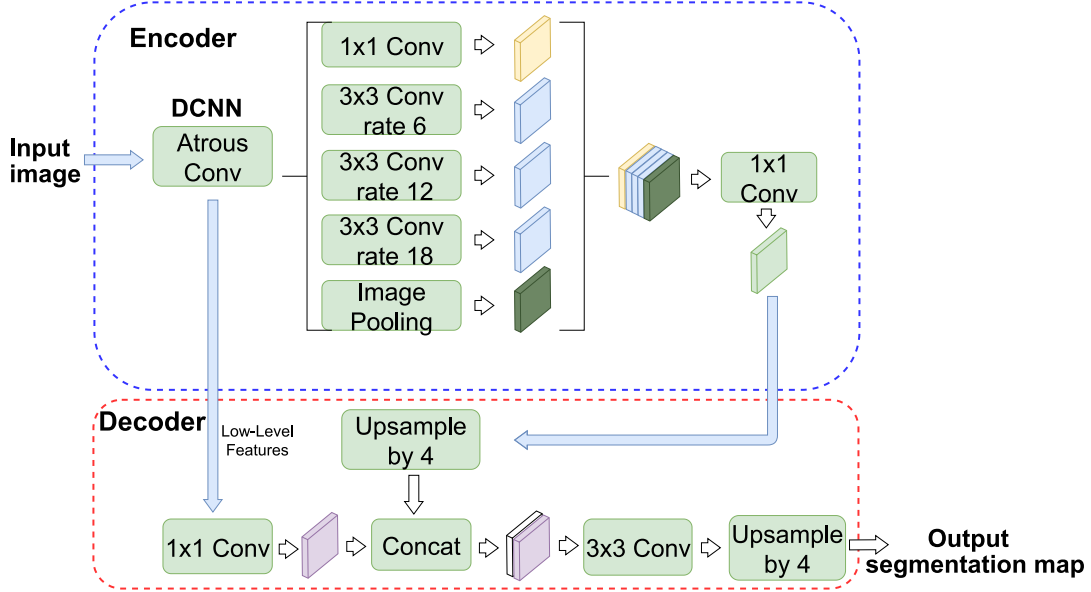 Encoder
DCNN
Input
image
Atrous
Conv
1x1 Conv
3x3 Conv
rate 6
3x3 Conv
rate 12
3x3 Conv
rate 18
Image
Pooling
1x1
Conv
Decoder
Low-Level
Features
Upsample
by 4
1x1 Conv
Concat
3x3 Conv
Upsample
by 4
Output
segmentation map